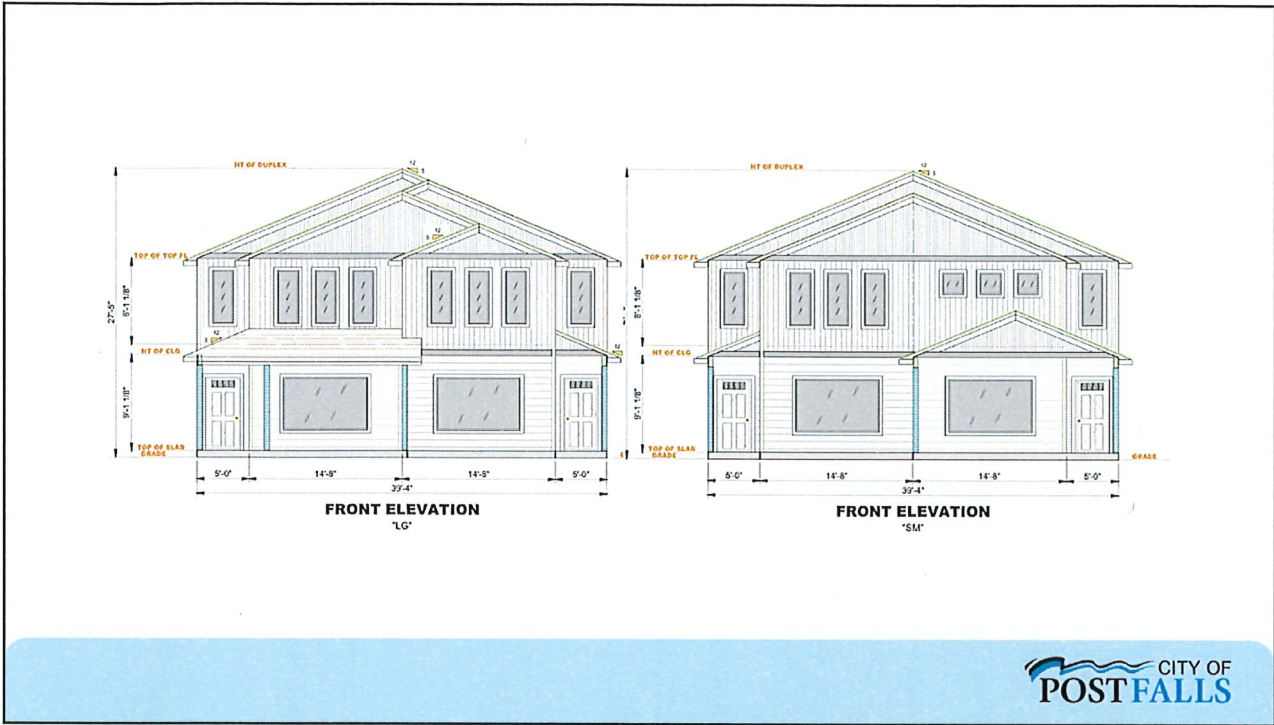 HT OF DUPLEX
12
TOP OF TOP FL
8'-1 1/8"
27'-5"
12
HT OF CLG
12
9'-1 1/8"
TOP OF SLAB
GRADE
5'-0"
14'-8"
14'-8"
5'-0"
39'-4"
FRONT ELEVATION
"LG"
HT OF DUPLEX
12
TOP OF TOP FL
8'-1 1/8"
HT OF CLG
9'-1 1/8"
TOP OF SLAB
GRADE
GRADE
5'-0"
14'-8"
14'-8"
5'-0"
39'-4"
FRONT ELEVATION
"SM"
CITY OF
POST FALLS